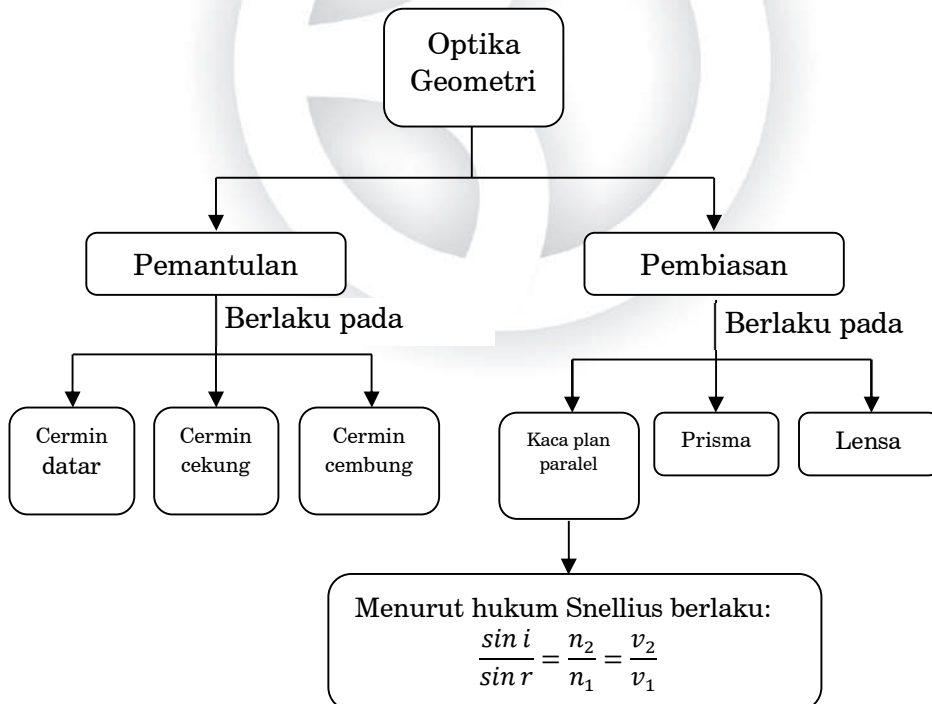 Optika
Geometri
Pemantulan
Pembiasan
Berlaku pada
Berlaku pada
Cermin
datar
Cermin
cekung
Cermin
cembung
Kaca plan
paralel
Prisma
Lensa
Menurut hukum Snellius berlaku:
sin i / sin r = n₂ / n₁ = v₂ / v₁